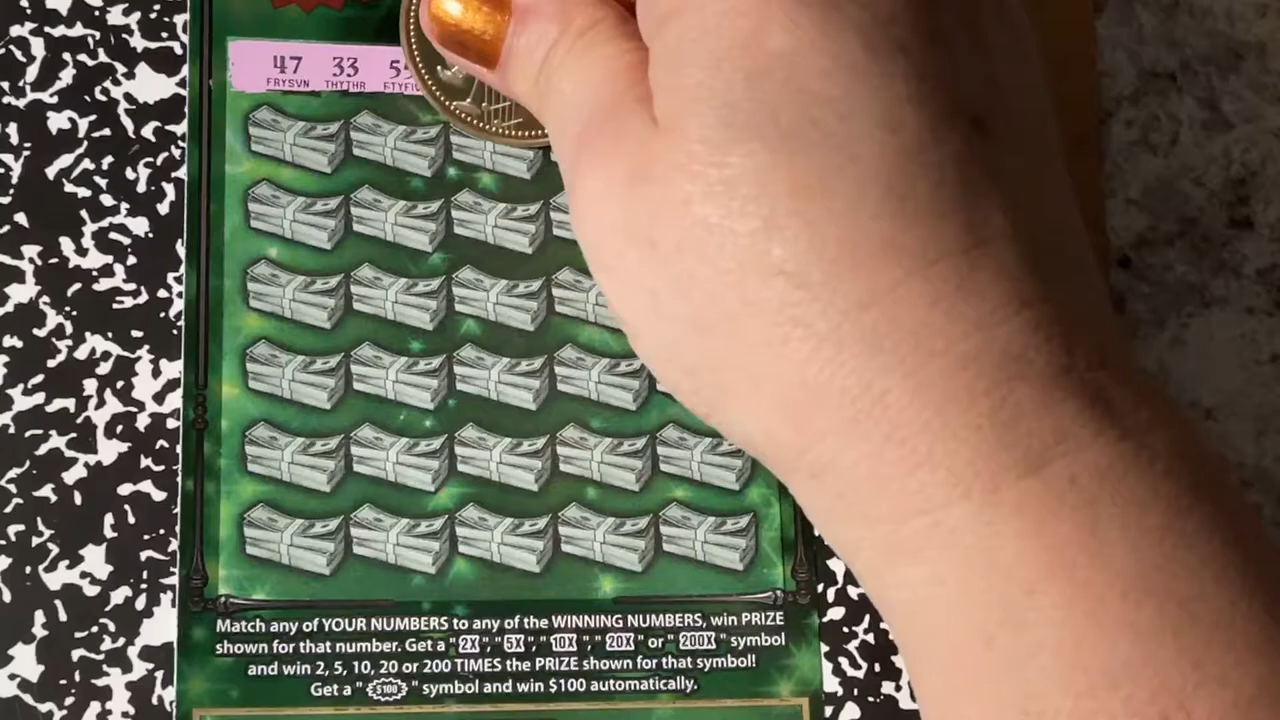 47 33
FRYSVN THYTHR FTYFIV
Match any of YOUR NUMBERS to any of the WINNING NUMBERS, win PRIZE
shown for that number. Get a "2X", "5X", "10X", "20X" or "200X" symbol
and win 2, 5, 10, 20 or 200 TIMES the PRIZE shown for that symbol!
Get a "$100" symbol and win $100 automatically.